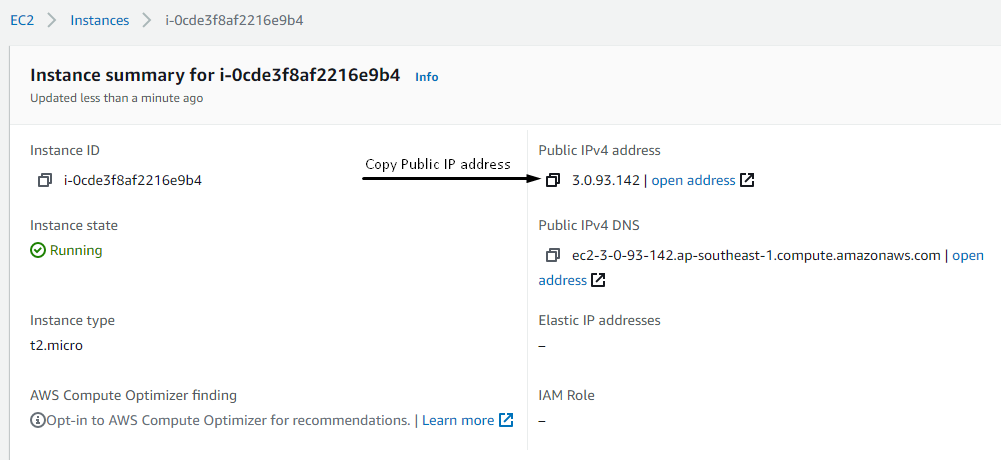 EC2 > Instances > i-0cde3f8af2216e9b4
Instance summary for i-0cde3f8af2216e9b4 Info
Updated less than a minute ago
Instance ID
i-0cde3f8af2216e9b4
Copy Public IP address
Public IPv4 address
3.0.93.142 | open address
Instance state
Running
Public IPv4 DNS
ec2-3-0-93-142.ap-southeast-1.compute.amazonaws.com | open
address
Instance type
t2.micro
Elastic IP addresses
–
AWS Compute Optimizer finding
Opt-in to AWS Compute Optimizer for recommendations. | Learn more
IAM Role
–